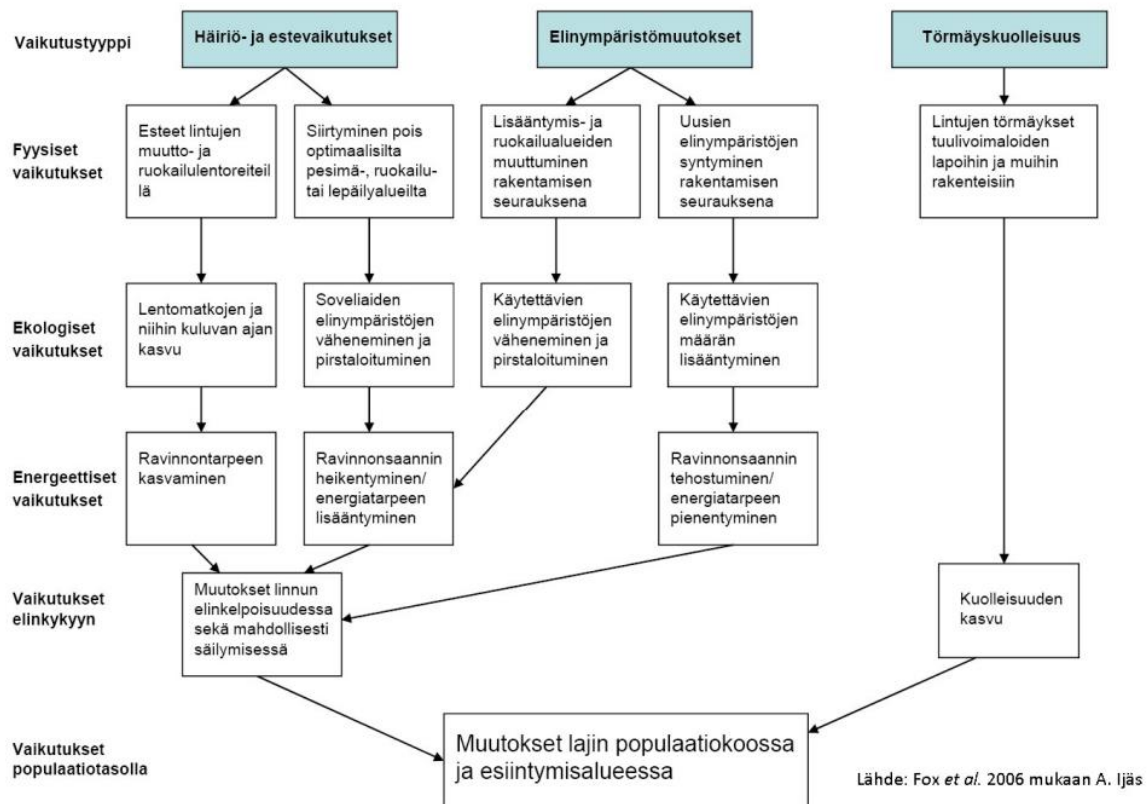 Vaikutustyyppi
Häiriö- ja estevaikutukset
Elinympäristömuutokset
Törmäyskuolleisuus
Fyysiset
vaikutukset
Esteet lintujen
muutto- ja
ruokailulentoreiteil
lä
Siirtyminen pois
optimaalisilta
pesimä-, ruokailu-
tai lepäilyalueilta
Lisääntymis- ja
ruokailualueiden
muuttuminen
rakentamisen
seurauksena
Uusien
elinympäristöjen
syntyminen
rakentamisen
seurauksena
Lintujen törmäykset
tuulivoimaloiden
lapoihin ja muihin
rakenteisiin
Ekologiset
vaikutukset
Lentomatkojen ja
niihin kuluvan ajan
kasvu
Soveliaiden
elinympäristöjen
väheneminen ja
pirstaloituminen
Käytettävien
elinympäristöjen
väheneminen ja
pirstaloituminen
Käytettävien
elinympäristöjen
määrän
lisääntyminen
Energeettiset
vaikutukset
Ravinnontarpeen
kasvaminen
Ravinnonsaannin
heikentyminen/
energiatarpeen
lisääntyminen
Ravinnonsaannin
tehostuminen/
energiatarpeen
pienentyminen
Vaikutukset
elinkykyyn
Muutokset linnun
elinkelpoisuudessa
sekä mahdollisesti
säilymisessä
Kuolleisuuden
kasvu
Vaikutukset
populaatiotasolla
Muutokset lajin populaatiokoossa
ja esiintymisalueessa
Lähde: Fox et al. 2006 mukaan A. Ijäs